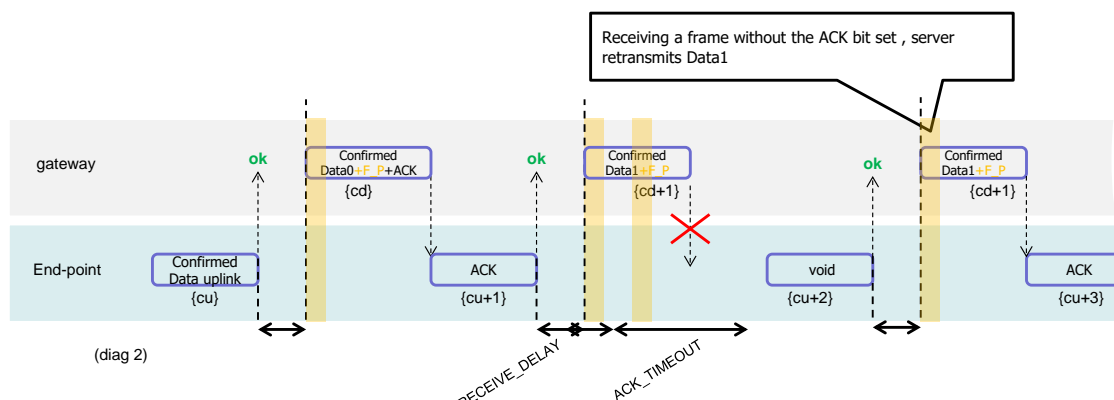 Receiving a frame without the ACK bit set , server
retransmits Data1
gateway
ok
Confirmed
Data0+F_P+ACK
{cd}
ok
Confirmed
Data1+F_P
{cd+1}
ok
Confirmed
Data1+F_P
{cd+1}
End-point
Confirmed
Data uplink
{cu}
ACK
{cu+1}
void
{cu+2}
ACK
{cu+3}
(diag 2)
RECEIVE_DELAY
ACK_TIMEOUT